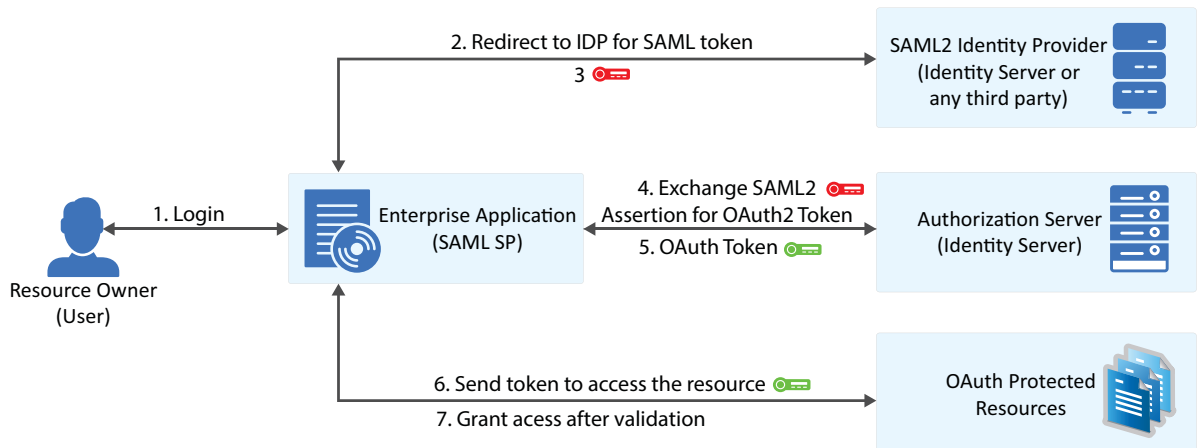 2. Redirect to IDP for SAML token
3
SAML2 Identity Provider
(Identity Server or
any third party)
1. Login
Resource Owner
(User)
Enterprise Application
(SAML SP)
4. Exchange SAML2
Assertion for OAuth2 Token
5. OAuth Token
Authorization Server
(Identity Server)
6. Send token to access the resource
7. Grant acess after validation
OAuth Protected
Resources